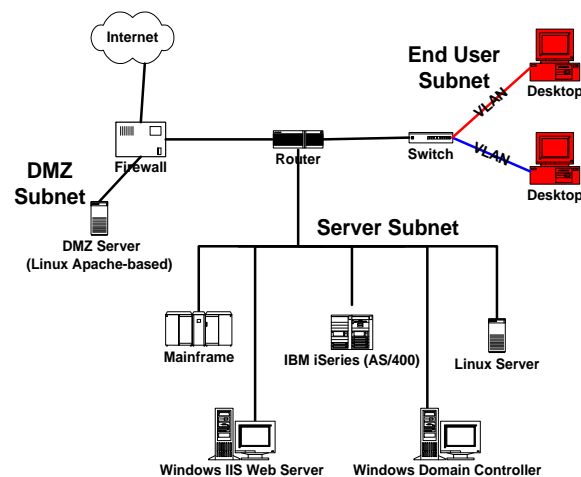 Internet
End User
Subnet
VLAN
Desktop
Firewall
Router
Switch
VLAN
Desktop
DMZ
Subnet
DMZ Server
(Linux Apache-based)
Server Subnet
Mainframe
IBM iSeries (AS/400)
Linux Server
Windows IIS Web Server
Windows Domain Controller